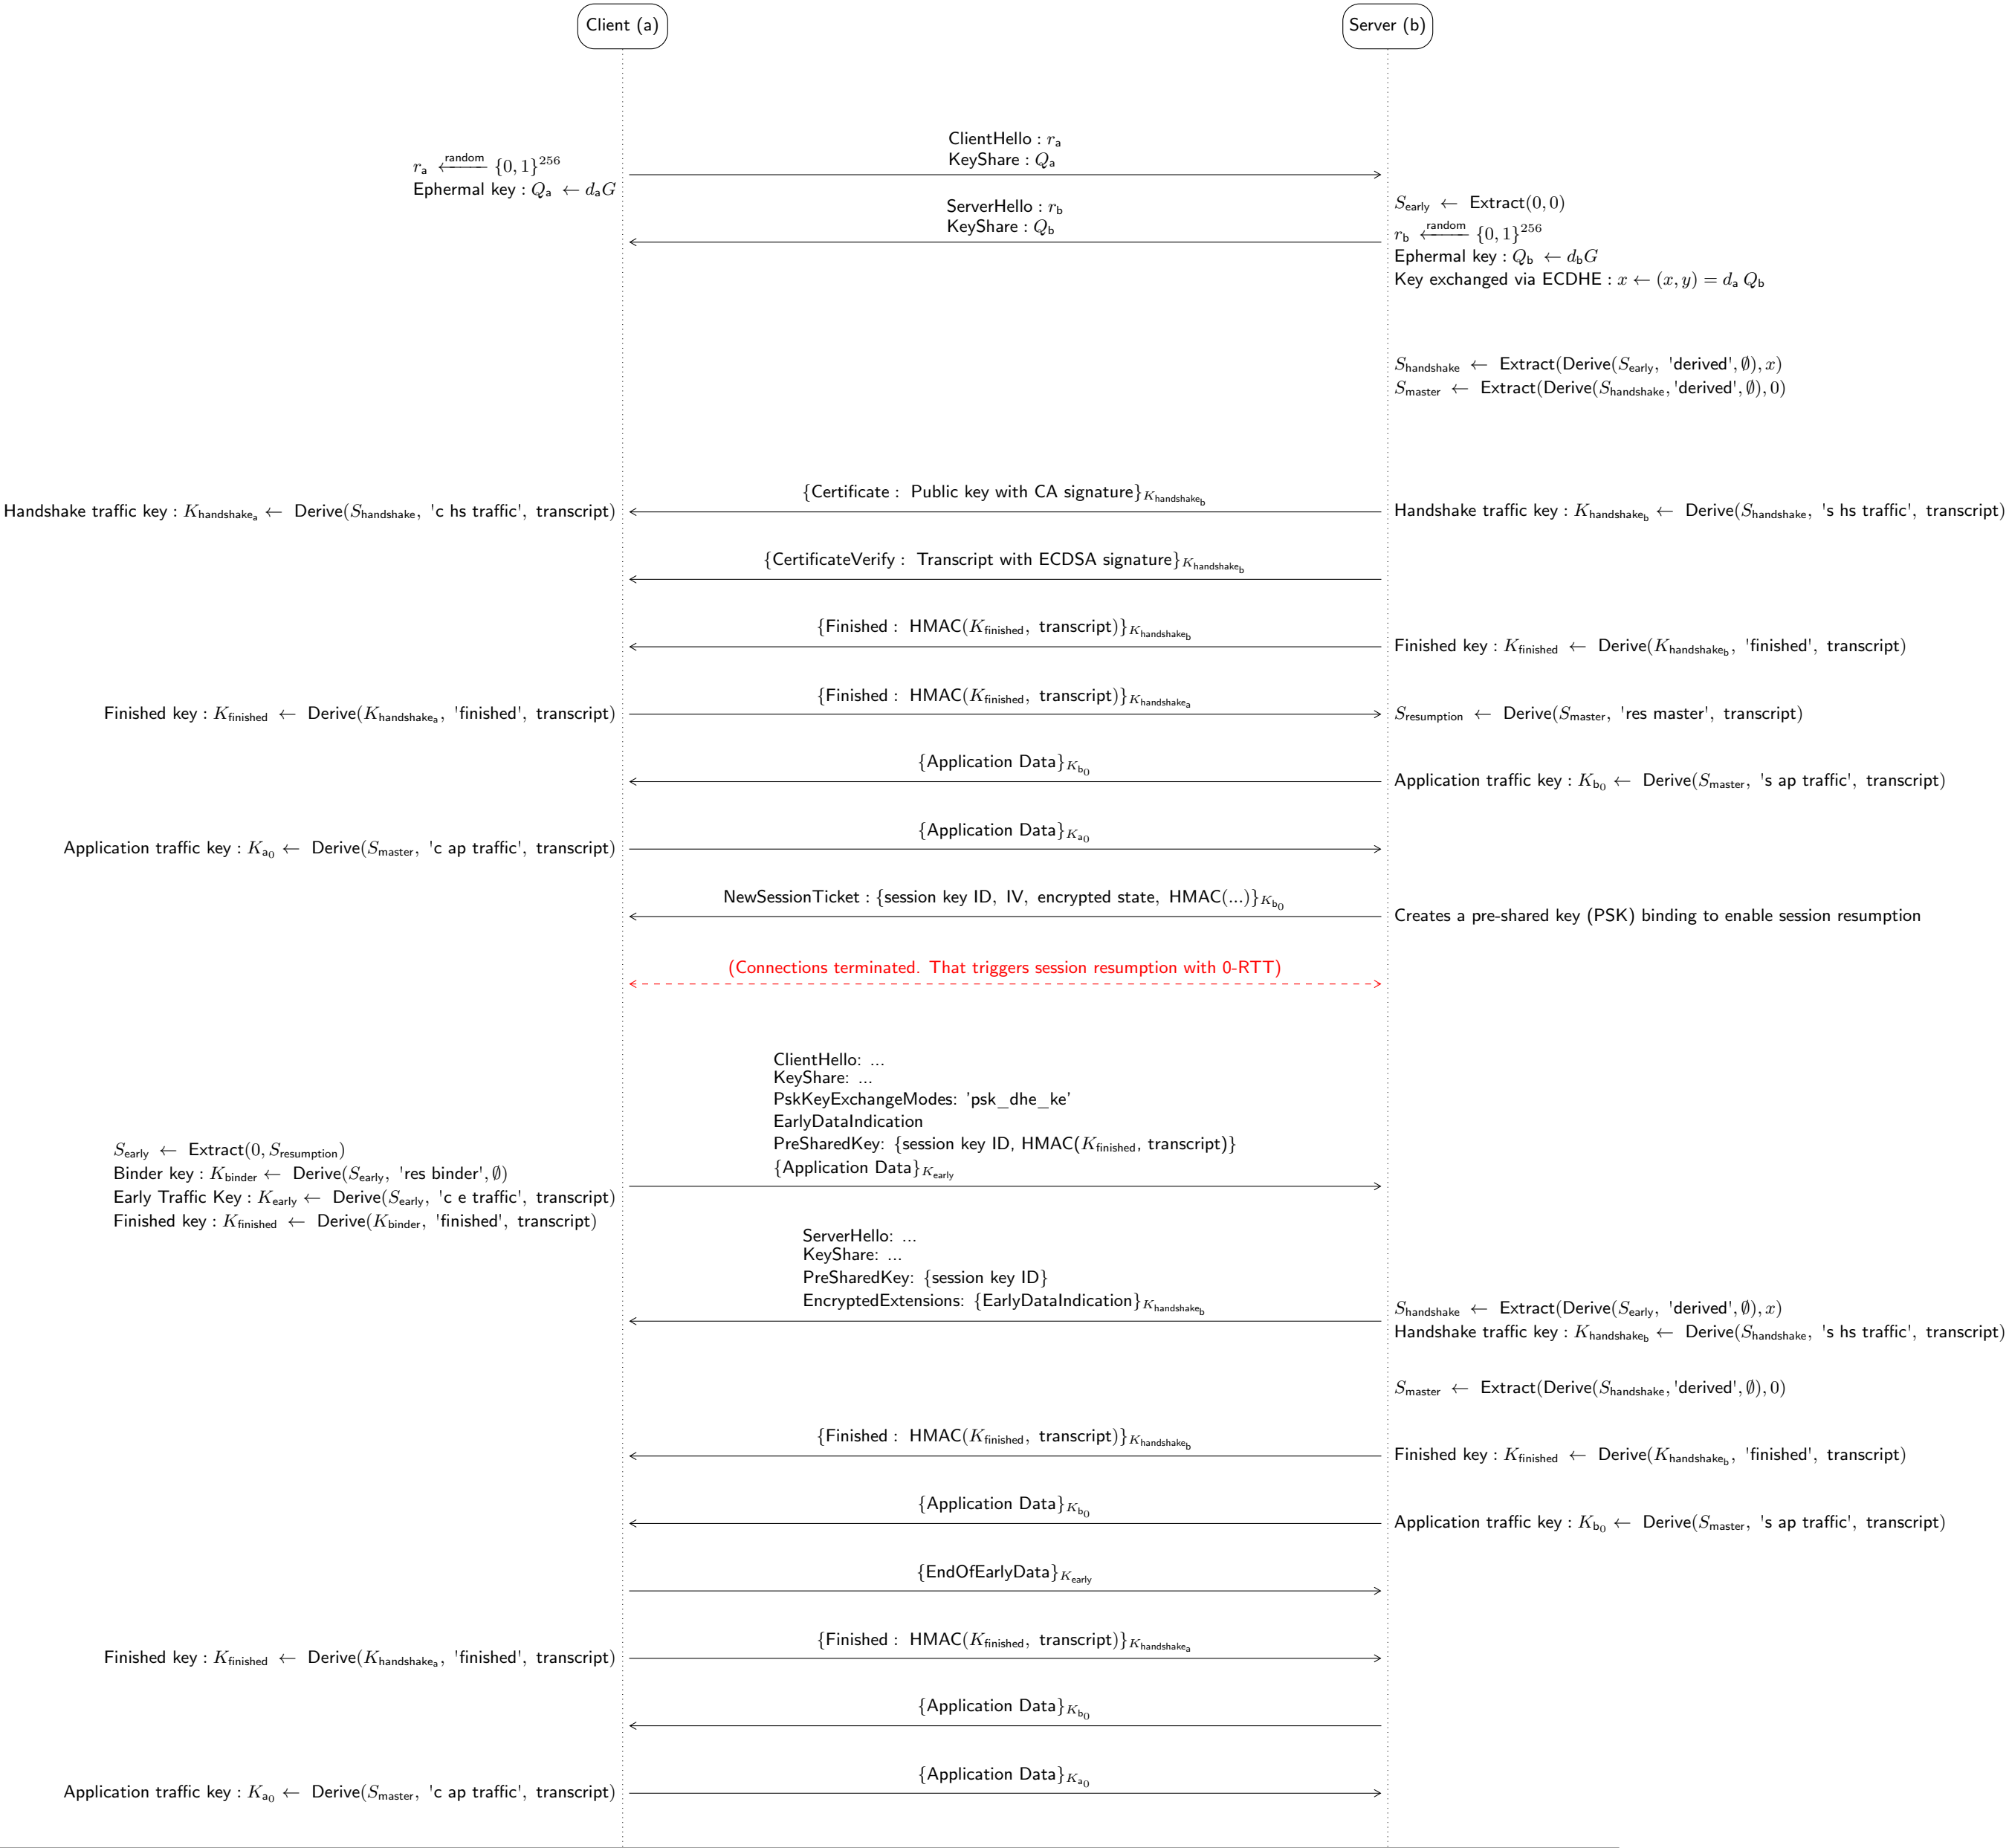 Client (a)
Server (b)
ClientHello : r_a
KeyShare : Q_a
r_a ←random {0, 1}^256
Ephermal key : Q_a ← d_aG
ServerHello : r_b
KeyShare : Q_b
S_early ← Extract(0, 0)
r_b ←random {0, 1}^256
Ephermal key : Q_b ← d_bG
Key exchanged via ECDHE : x ← (x, y) = d_a Q_b
S_handshake ← Extract(Derive(S_early, 'derived', ∅), x)
S_master ← Extract(Derive(S_handshake, 'derived', ∅), 0)
{Certificate : Public key with CA signature}_K_handshake_b
Handshake traffic key : K_handshake_a ← Derive(S_handshake, 'c hs traffic', transcript)
Handshake traffic key : K_handshake_b ← Derive(S_handshake, 's hs traffic', transcript)
{CertificateVerify : Transcript with ECDSA signature}_K_handshake_b
{Finished : HMAC(K_finished, transcript)}_K_handshake_b
Finished key : K_finished ← Derive(K_handshake_b, 'finished', transcript)
{Finished : HMAC(K_finished, transcript)}_K_handshake_a
Finished key : K_finished ← Derive(K_handshake_a, 'finished', transcript)
S_resumption ← Derive(S_master, 'res master', transcript)
{Application Data}_K_b_0
Application traffic key : K_b_0 ← Derive(S_master, 's ap traffic', transcript)
{Application Data}_K_a_0
Application traffic key : K_a_0 ← Derive(S_master, 'c ap traffic', transcript)
NewSessionTicket : {session key ID, IV, encrypted state, HMAC(...)}_K_b_0
Creates a pre-shared key (PSK) binding to enable session resumption
(Connections terminated. That triggers session resumption with 0-RTT)
ClientHello: ...
KeyShare: ...
PskKeyExchangeModes: 'psk_dhe_ke'
EarlyDataIndication
PreSharedKey: {session key ID, HMAC(K_finished, transcript)}
{Application Data}_K_early
S_early ← Extract(0, S_resumption)
Binder key : K_binder ← Derive(S_early, 'res binder', ∅)
Early Traffic Key : K_early ← Derive(S_early, 'c e traffic', transcript)
Finished key : K_finished ← Derive(K_binder, 'finished', transcript)
ServerHello: ...
KeyShare: ...
PreSharedKey: {session key ID}
EncryptedExtensions: {EarlyDataIndication}_K_handshake_b
S_handshake ← Extract(Derive(S_early, 'derived', ∅), x)
Handshake traffic key : K_handshake_b ← Derive(S_handshake, 's hs traffic', transcript)
S_master ← Extract(Derive(S_handshake, 'derived', ∅), 0)
{Finished : HMAC(K_finished, transcript)}_K_handshake_b
Finished key : K_finished ← Derive(K_handshake_b, 'finished', transcript)
{Application Data}_K_b_0
Application traffic key : K_b_0 ← Derive(S_master, 's ap traffic', transcript)
{EndOfEarlyData}_K_early
{Finished : HMAC(K_finished, transcript)}_K_handshake_a
Finished key : K_finished ← Derive(K_handshake_a, 'finished', transcript)
{Application Data}_K_b_0
{Application Data}_K_a_0
Application traffic key : K_a_0 ← Derive(S_master, 'c ap traffic', transcript)